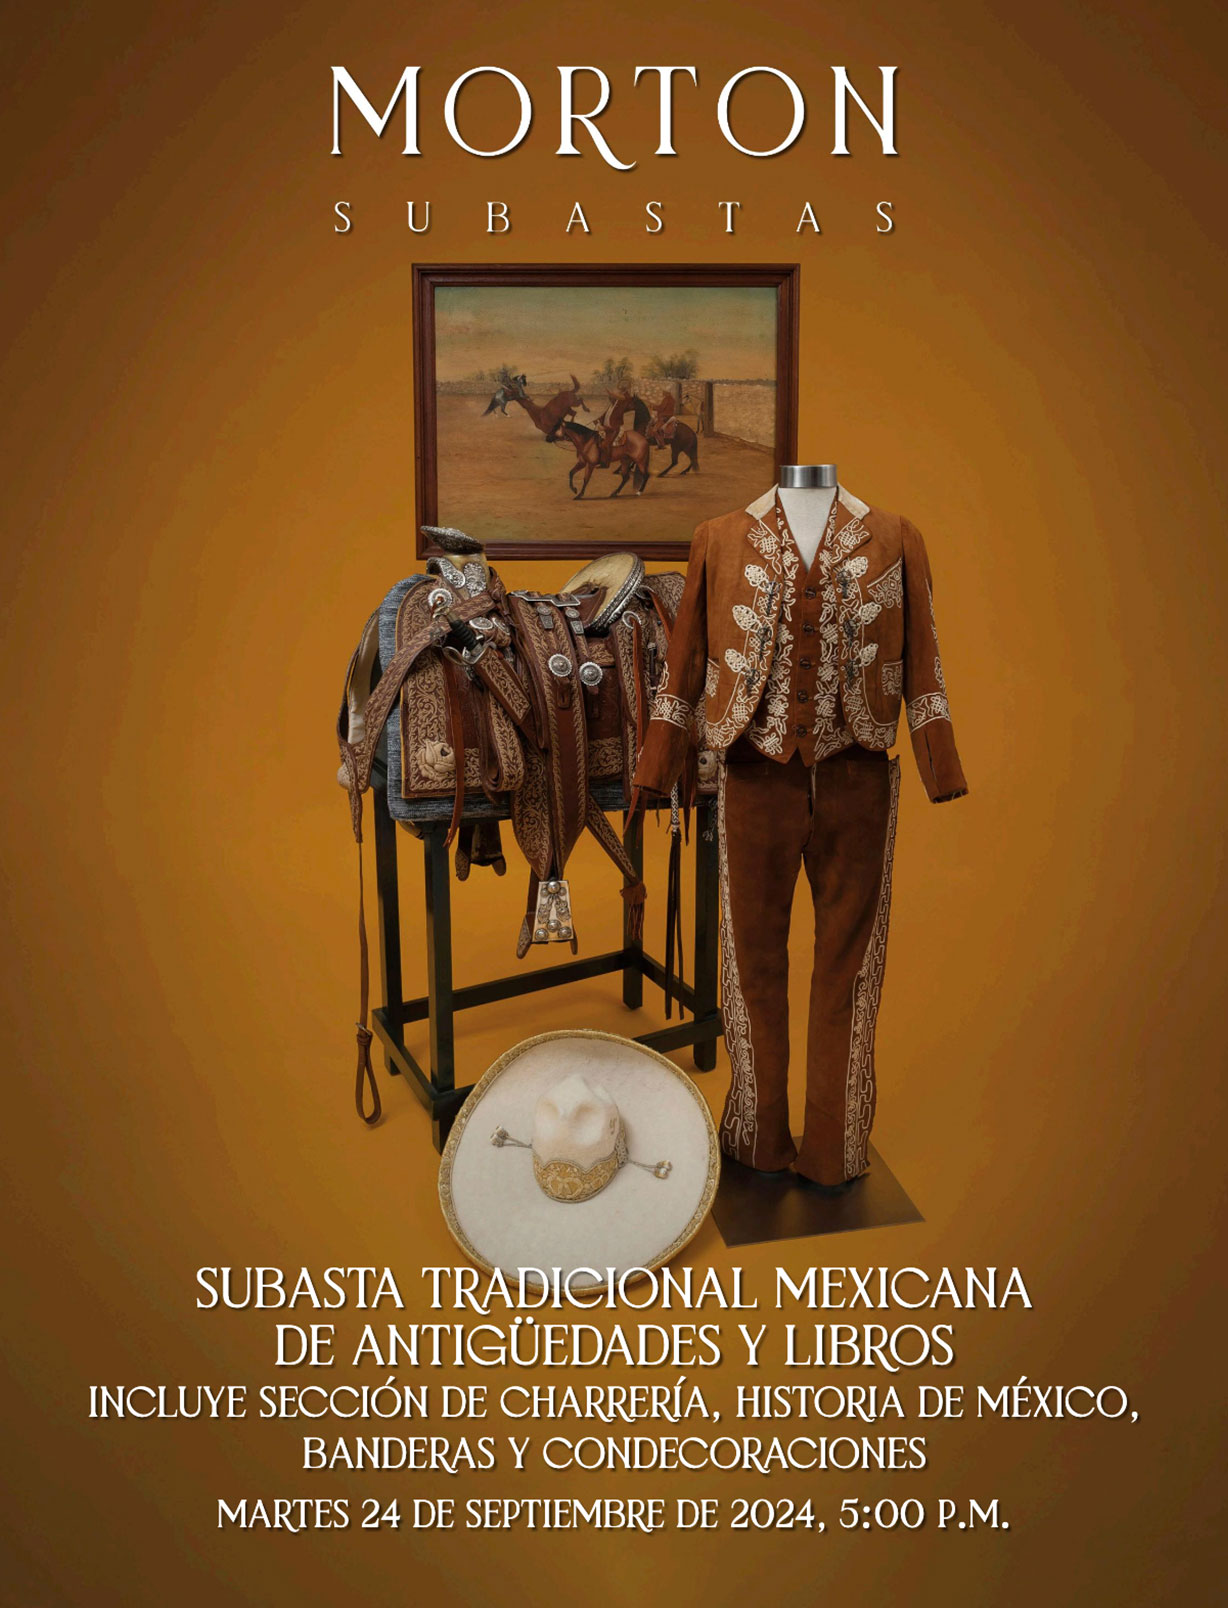 MORTON
SUBASTAS
SUBASTA TRADICIONAL MEXICANA
DE ANTIGÜEDADES Y LIBROS
INCLUYE SECCIÓN DE CHARRERÍA, HISTORIA DE MÉXICO,
BANDERAS Y CONDECORACIONES
MARTES 24 DE SEPTIEMBRE DE 2024, 5:00 P.M.